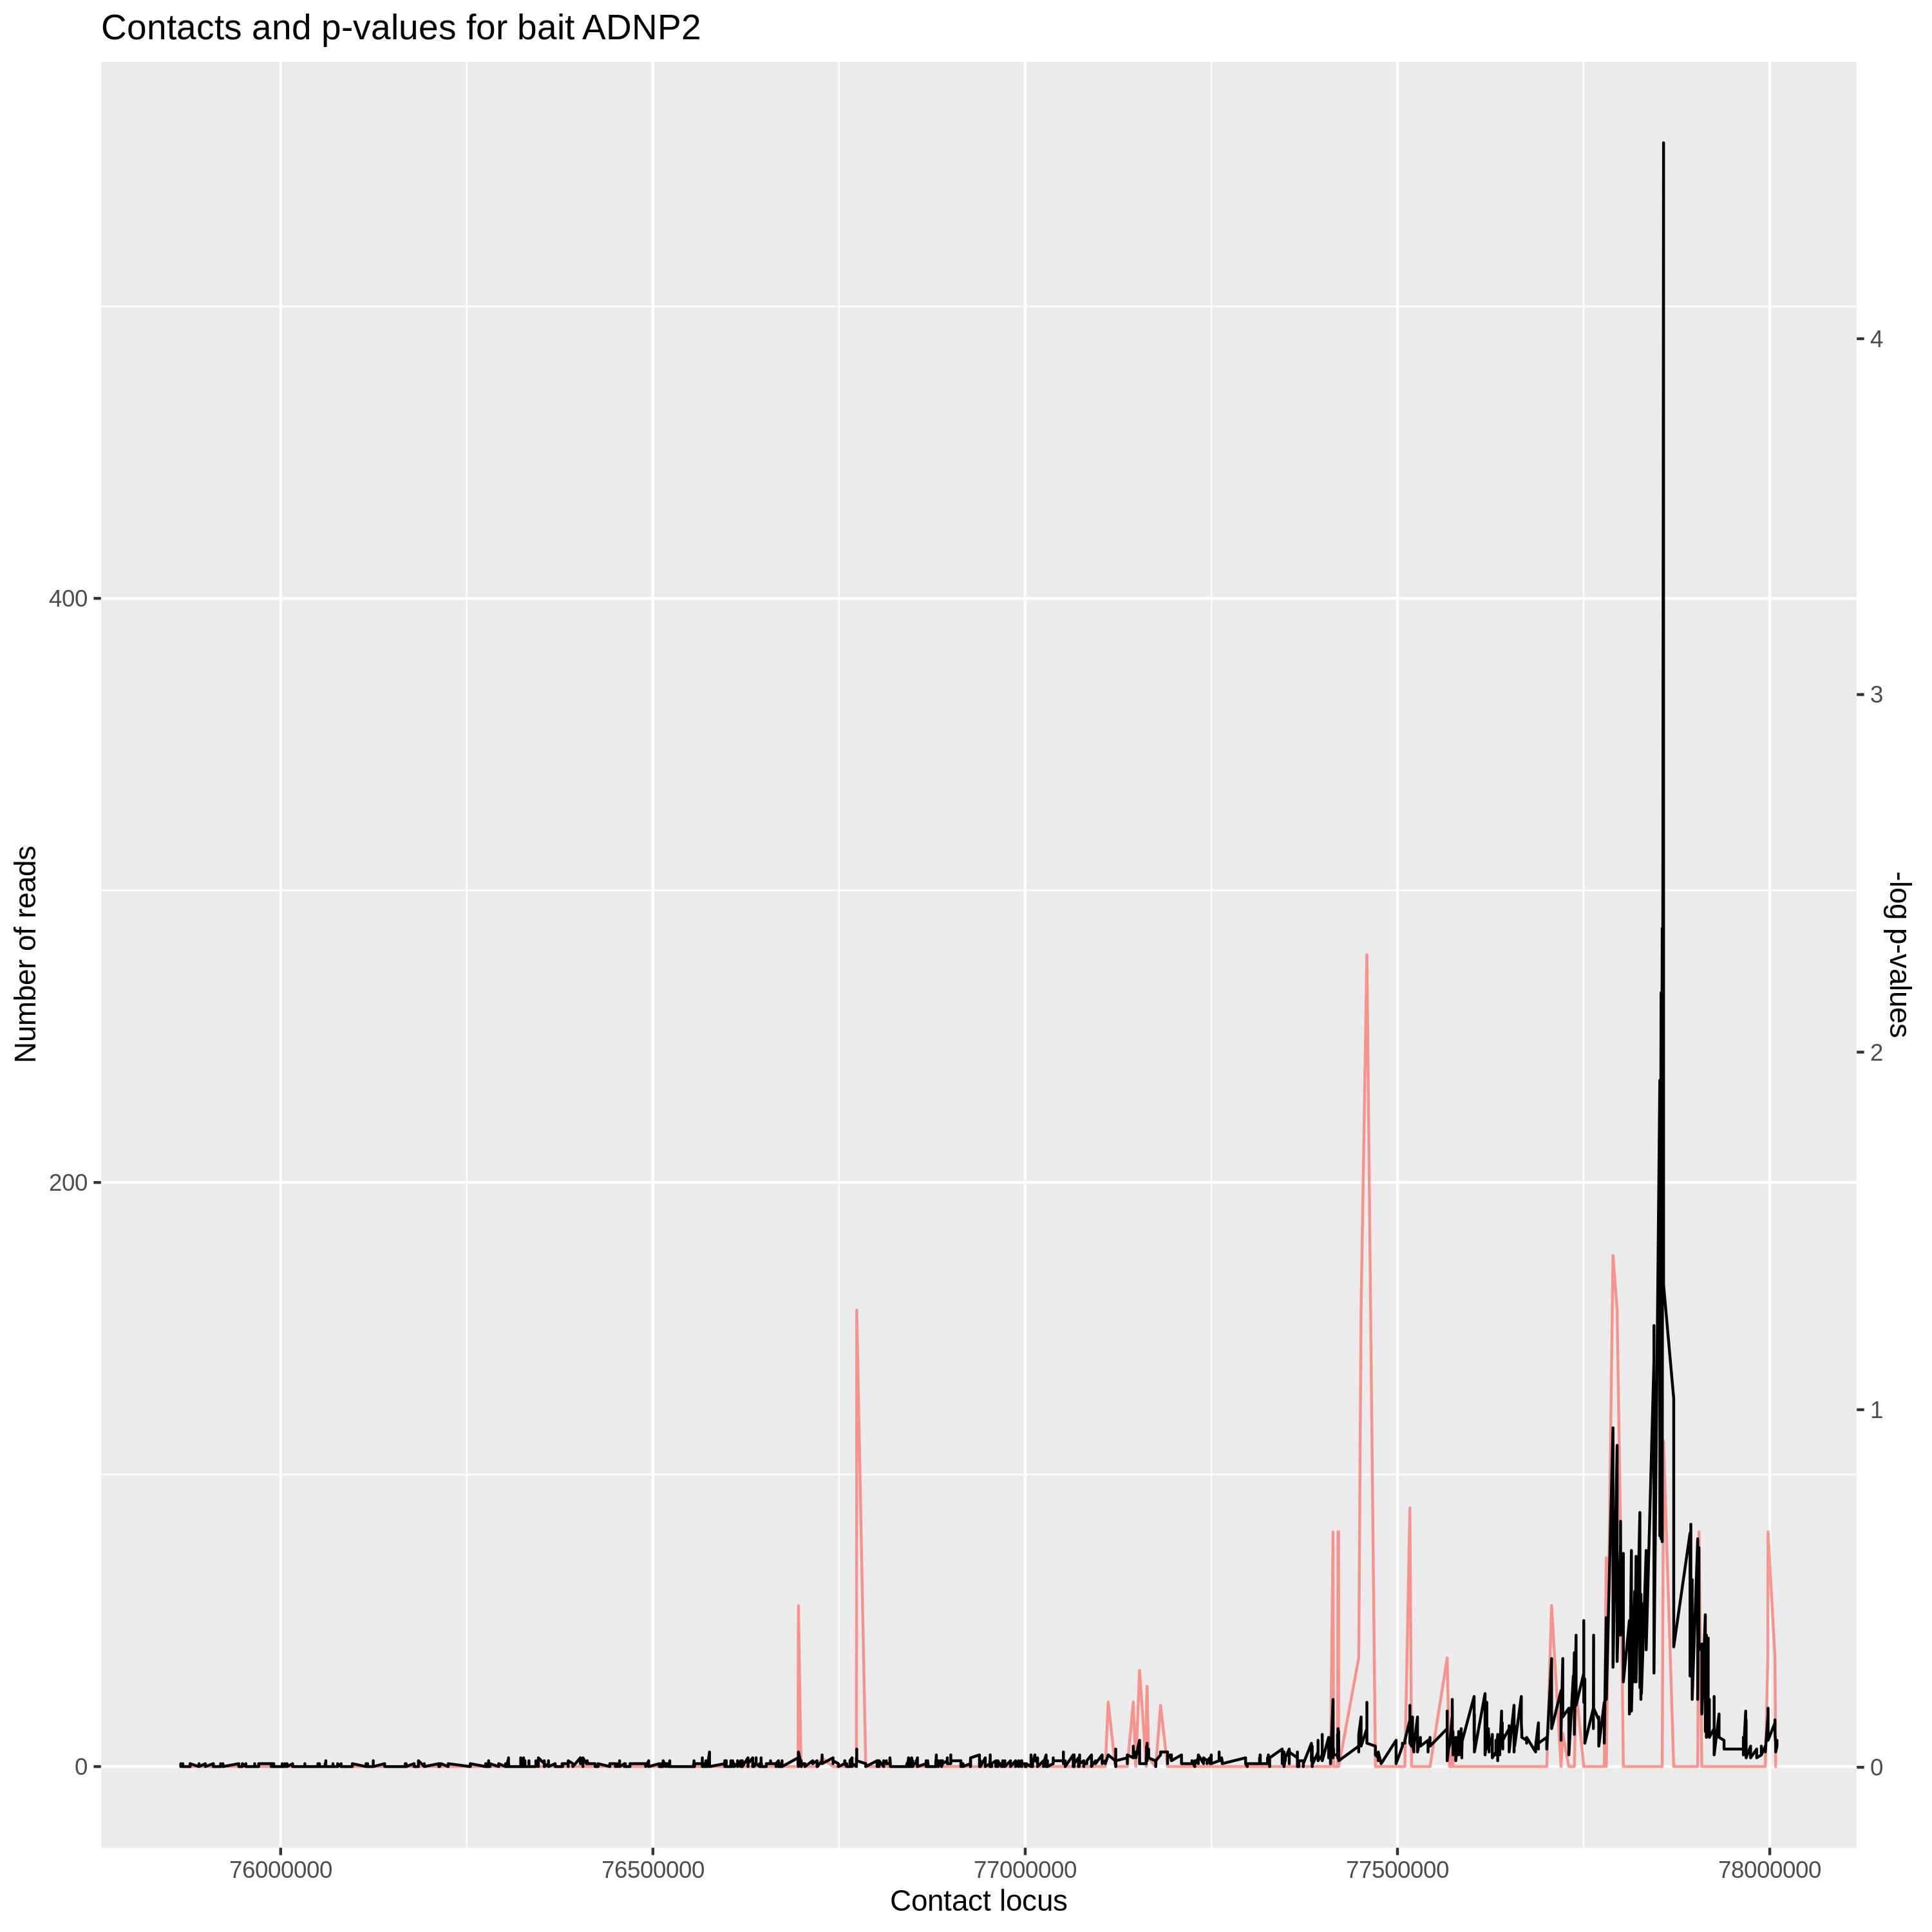 Contacts and p-values for bait ADNP2
Number of reads
400
200
0
4
3
2
1
0
-log p-values
76000000 76500000 77000000 77500000 78000000
Contact locus